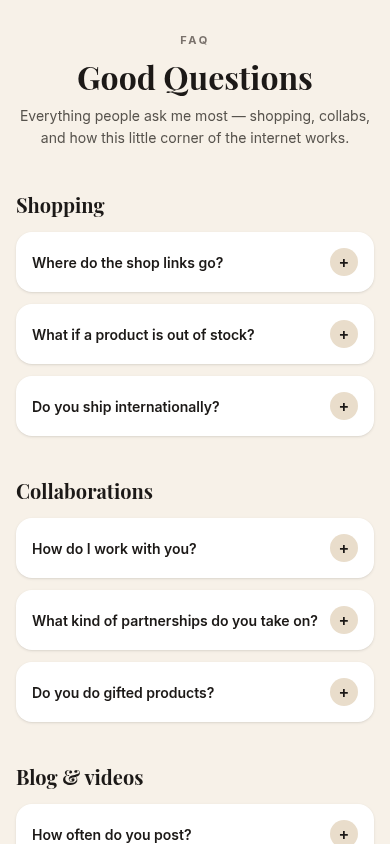 FAQ
Good Questions
Everything people ask me most — shopping, collabs,
and how this little corner of the internet works.
Shopping
Where do the shop links go?
+
What if a product is out of stock?
+
Do you ship internationally?
+
Collaborations
How do I work with you?
+
What kind of partnerships do you take on?
+
Do you do gifted products?
+
Blog & videos
How often do you post?
+